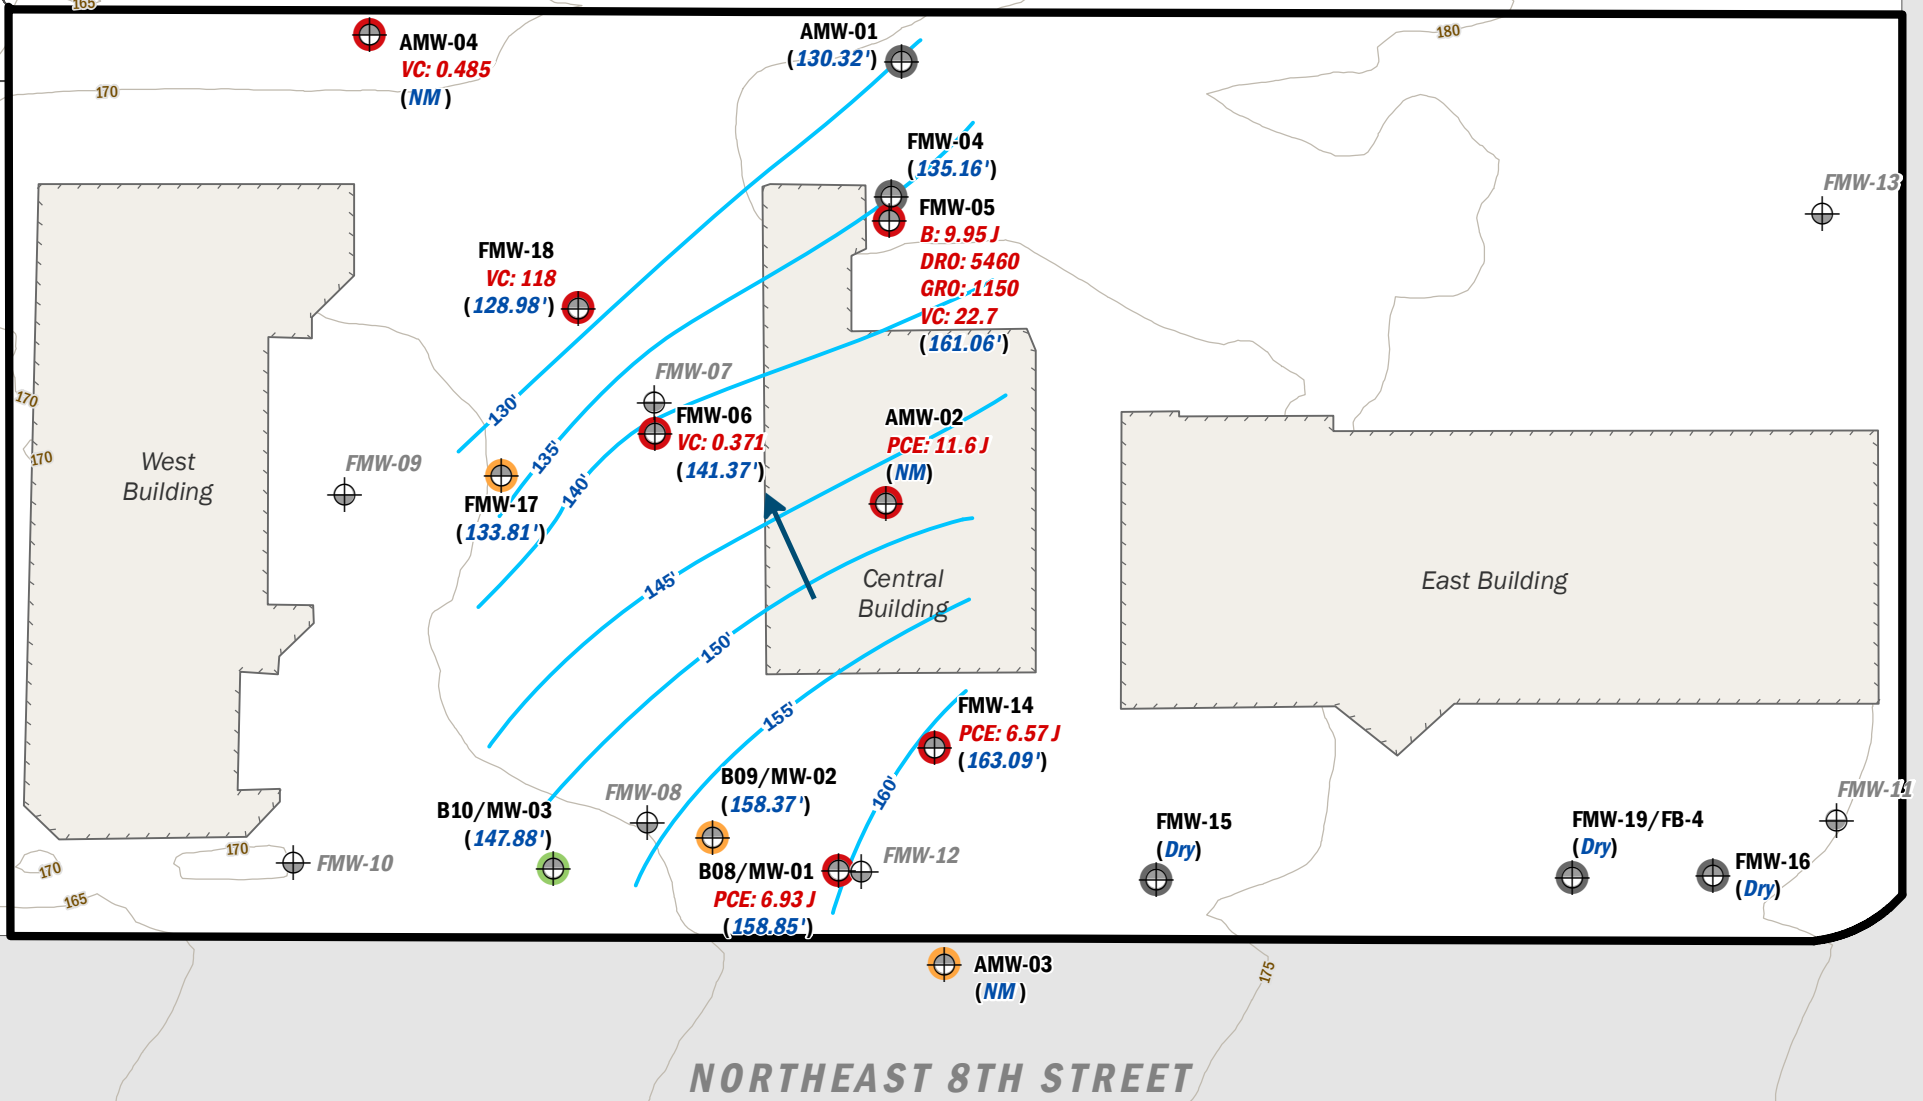 165
AMW-04
VC: 0.485
(NM)
170
AMW-01
(130.32')
180
FMW-04
(135.16')
FMW-05
B: 9.95 J
DRO: 5460
GRO: 1150
VC: 22.7
(161.06')
FMW-13
FMW-18
VC: 118
(128.98')
FMW-07
FMW-06
VC: 0.371
(141.37')
130'
135'
140'
170
170
West
Building
FMW-09
FMW-17
(133.81')
AMW-02
PCE: 11.6 J
(NM)
145'
150'
155'
160'
Central
Building
East Building
FMW-14
PCE: 6.57 J
(163.09')
B09/MW-02
(158.37')
FMW-08
B10/MW-03
(147.88')
B08/MW-01
PCE: 6.93 J
(158.85')
FMW-12
FMW-15
(Dry)
FMW-19/FB-4
(Dry)
FMW-16
(Dry)
FMW-11
170
FMW-10
170
165
AMW-03
(NM)
175
NORTHEAST 8TH STREET